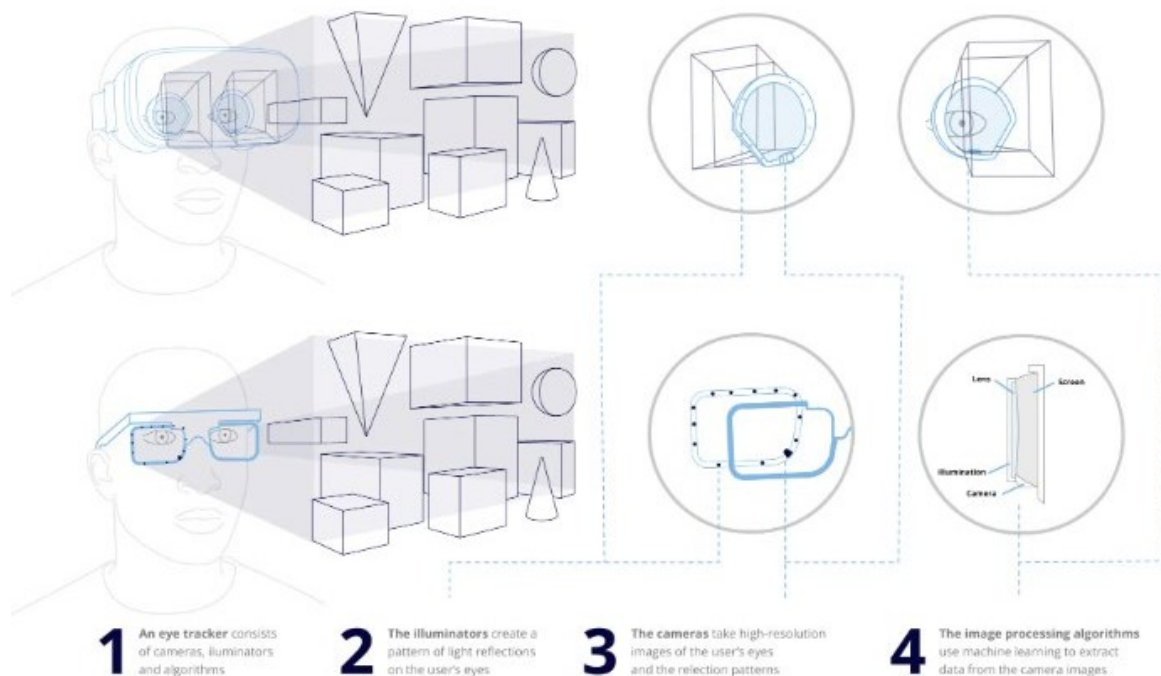 Lens
Screen
Illumination
Camera
1
An eye tracker consists
of cameras, iluminators
and algorithms
2
The illuminators create a
pattern of light reflections
on the user's eyes
3
The cameras take high-resolution
images of the user's eyes
and the relection patterns
4
The image processing algorithms
use machine learning to extract
data from the camera images